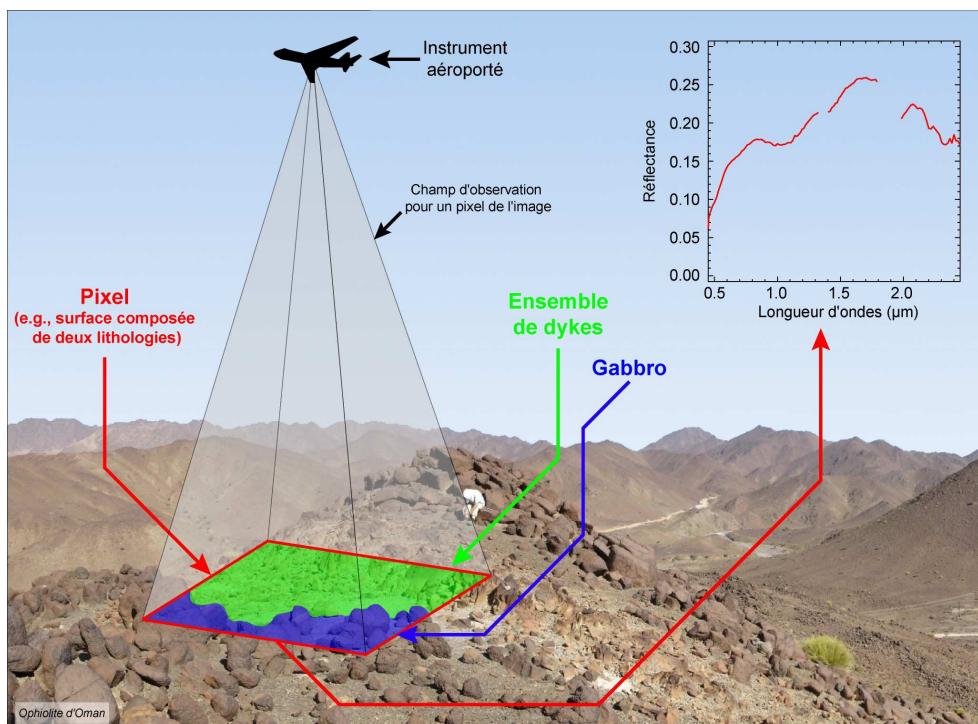 Instrument
aéroporté
Champ d'observation
pour un pixel de l'image
Pixel
(e.g., surface composée
de deux lithologies)
Ensemble
de dykes
Gabbro
0.30
0.25
0.20
0.15
0.10
0.05
0.00
Réflectance
0.5 1.0 1.5 2.0
Longueur d'ondes (µm)
Ophiolite d'Oman